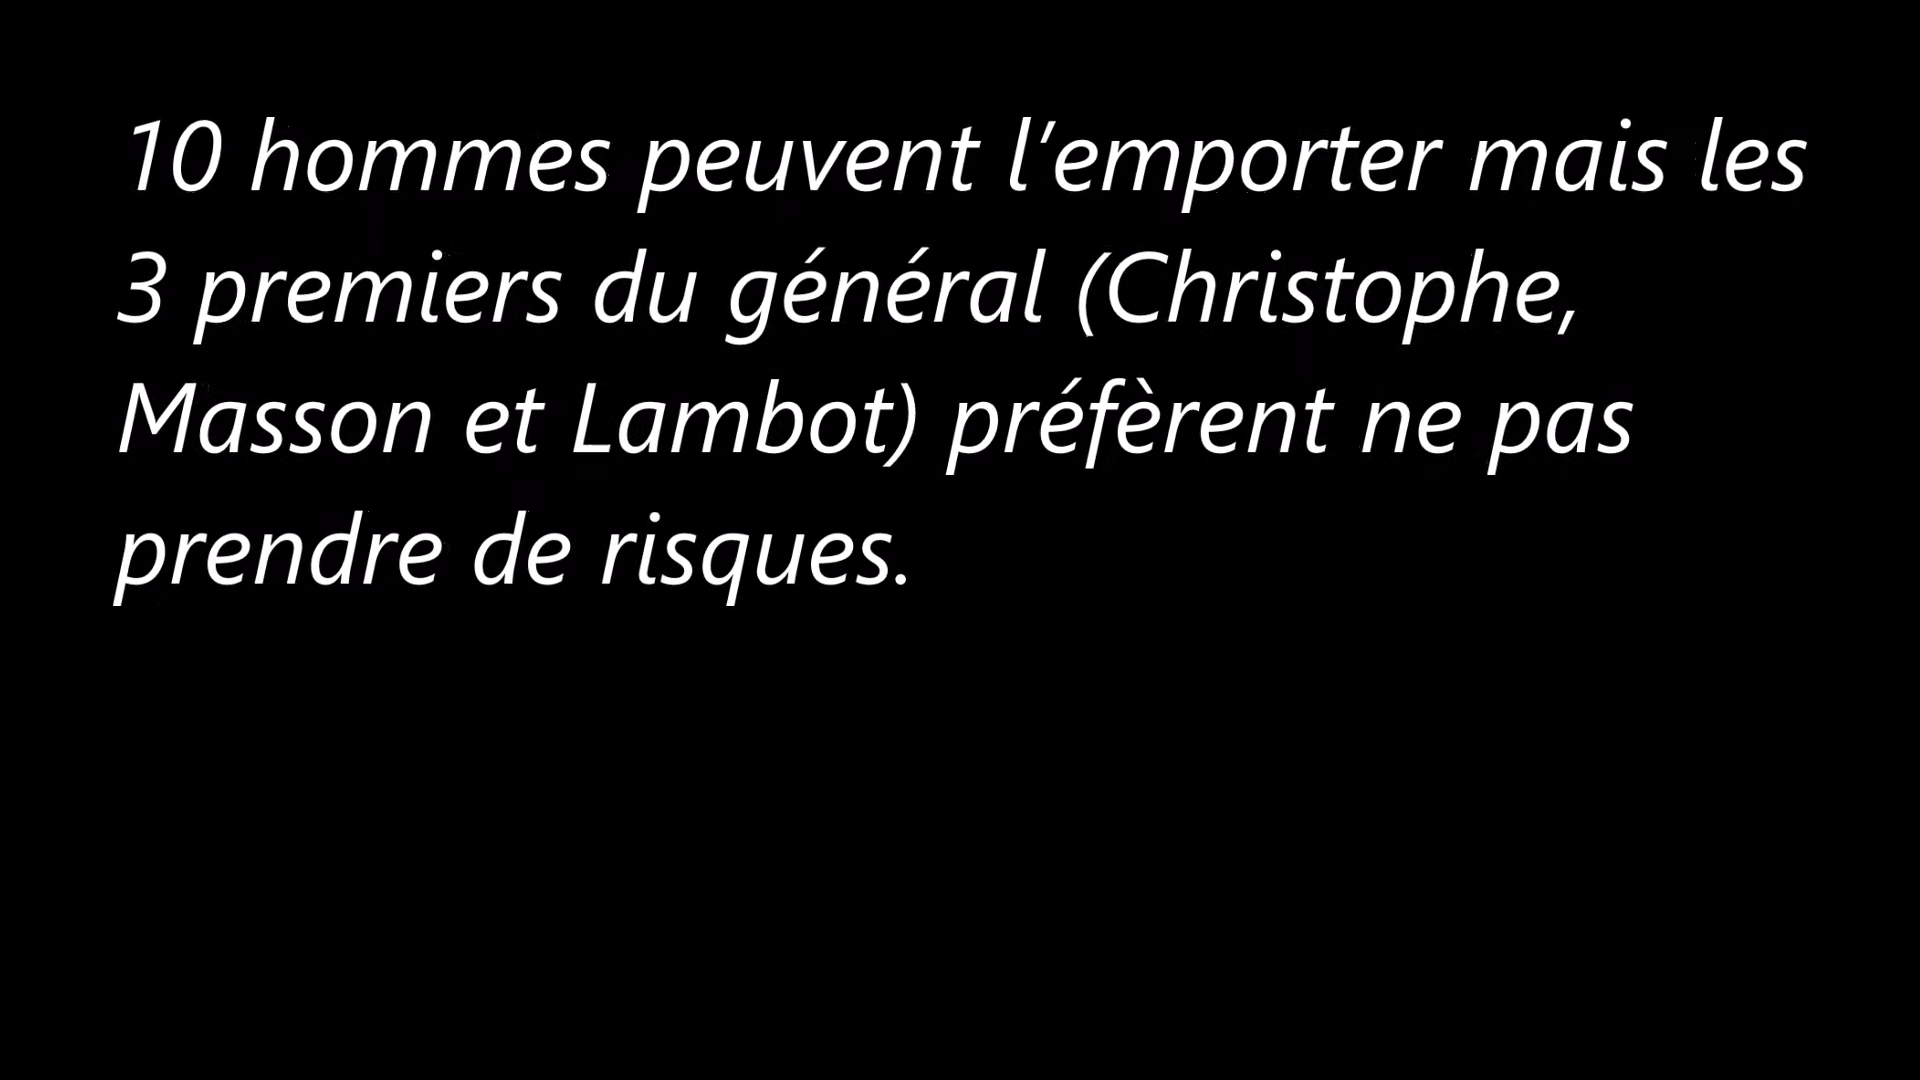 10 hommes peuvent l’emporter mais les
3 premiers du général (Christophe,
Masson et Lambot) préfèrent ne pas
prendre de risques.